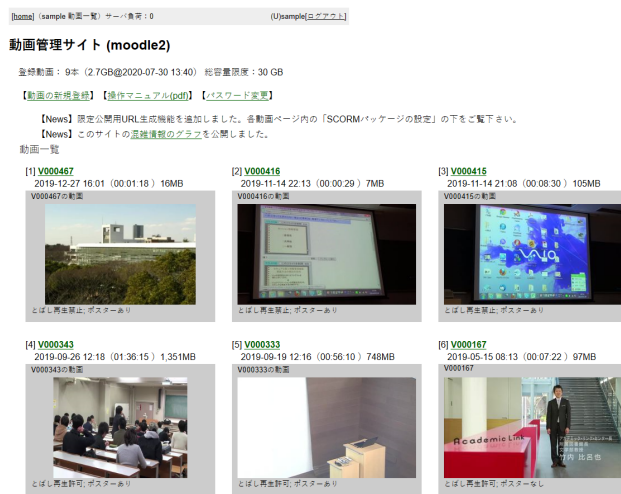 [home]（sample 動画一覧）サーバ負荷：0 (U)sample[ログアウト]
動画管理サイト (moodle2)
登録動画： 9本（2.7GB@2020-07-30 13:40） 総容量限度：30 GB
【動画の新規登録】【操作マニュアル(pdf)】【パスワード変更】
【News】限定公開用URL生成機能を追加しました。各動画ページ内の「SCORMパッケージの設定」の下をご覧下さい。
【News】このサイトの混雑情報のグラフを公開しました。
動画一覧
[1] V000467 [2] V000416 [3] V000415
2019-12-27 16:01（00:01:18 ）16MB 2019-11-14 22:13（00:00:29 ）7MB 2019-11-14 21:08（00:08:30 ）105MB
V000467の動画 V000416の動画 V000415の動画
VAIO
とばし再生禁止; ポスターあり とばし再生禁止; ポスターあり とばし再生禁止; ポスターあり
[4] V000343 [5] V000333 [6] V000167
2019-09-26 12:18（01:36:15 ）1,351MB 2019-09-19 12:16（00:56:10 ）748MB 2019-05-15 08:13（00:07:22 ）97MB
V000343の動画 V000333の動画 V000167
Academic Link
竹内 比呂也
とばし再生許可; ポスターあり とばし再生許可; ポスターあり とばし再生許可; ポスターなし